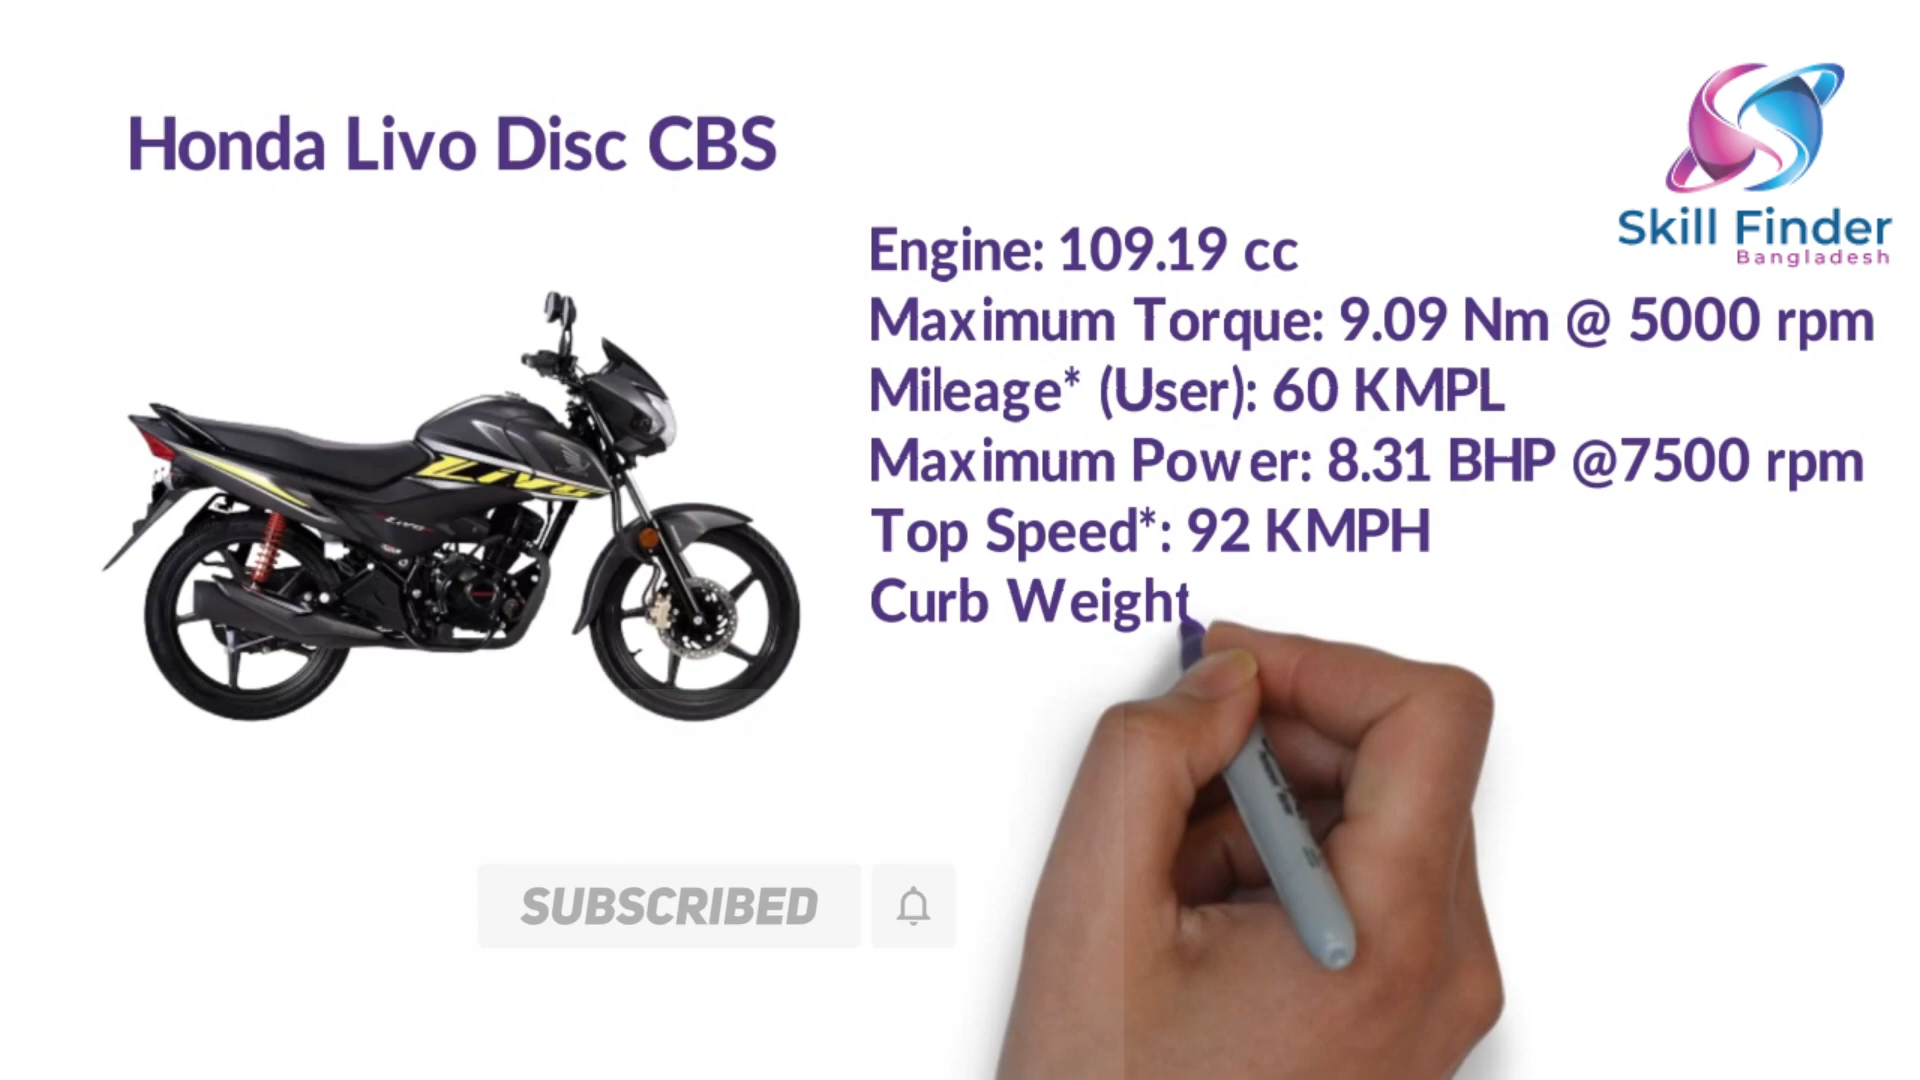 Honda Livo Disc CBS
Skill Finder
Bangladesh
Engine: 109.19 cc
Maximum Torque: 9.09 Nm @ 5000 rpm
Mileage* (User): 60 KMPL
Maximum Power: 8.31 BHP @7500 rpm
Top Speed*: 92 KMPH
Curb Weight
Livo
SUBSCRIBED